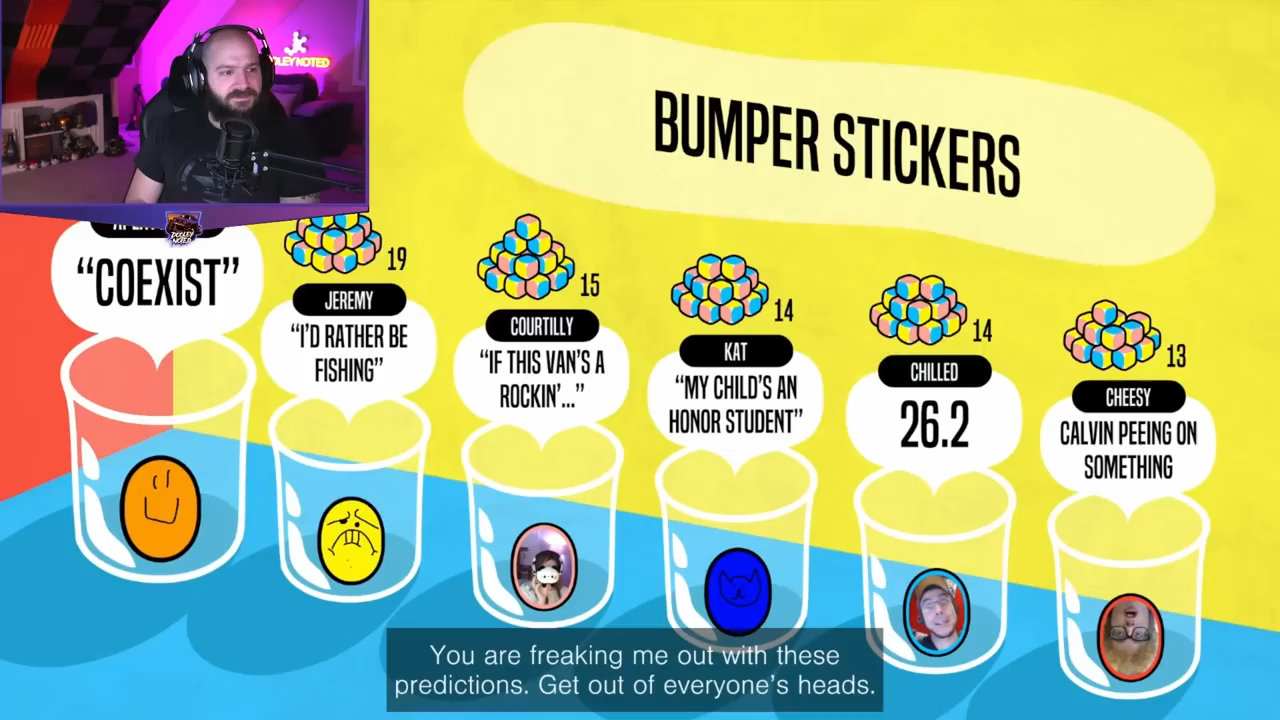 BUMPER STICKERS
DOOLEY
NOTED
“COEXIST”
19
JEREMY
“I’D RATHER BE
FISHING”
15
COURTILLY
“IF THIS VAN’S A
ROCKIN’...”
14
KAT
“MY CHILD’S AN
HONOR STUDENT”
14
CHILLED
26.2
13
CHEESY
CALVIN PEEING ON
SOMETHING
You are freaking me out with these
predictions. Get out of everyone’s heads.